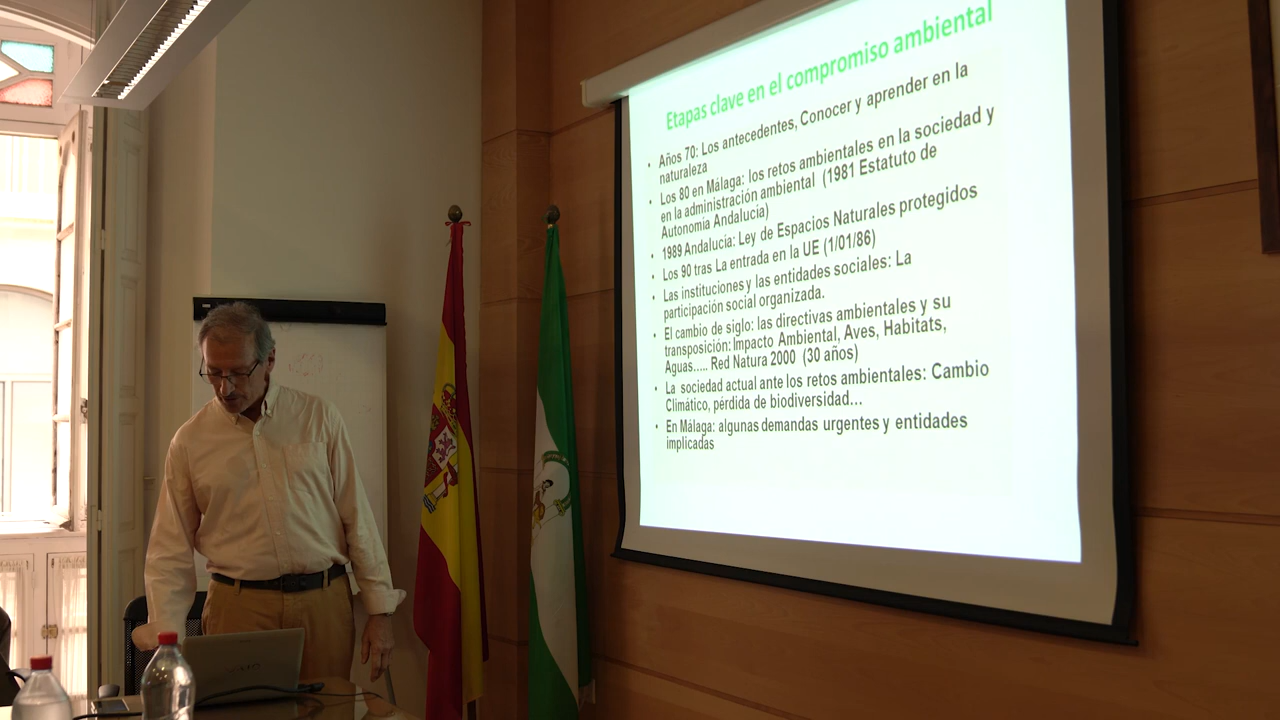 Etapas clave en el compromiso ambiental
• Años 70: Los antecedentes, Conocer y aprender en la
naturaleza
• Los 80 en Málaga: los retos ambientales en la sociedad y
en la administración ambiental (1981 Estatuto de
Autonomía Andalucía)
• 1989 Andalucia: Ley de Espacios Naturales protegidos
• Los 90 tras La entrada en la UE (1/01/86)
• Las instituciones y las entidades sociales: La
participación social organizada.
• El cambio de siglo: las directivas ambientales y su
transposición: Impacto Ambiental, Aves, Habitats,
Aguas….. Red Natura 2000 (30 años)
• La sociedad actual ante los retos ambientales: Cambio
Climático, pérdida de biodiversidad…
• En Málaga: algunas demandas urgentes y entidades
implicadas